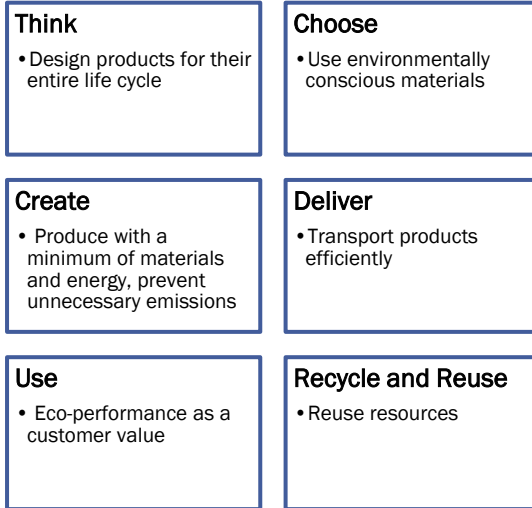 Think
•Design products for their
entire life cycle
Choose
•Use environmentally
conscious materials
Create
• Produce with a
minimum of materials
and energy, prevent
unnecessary emissions
Deliver
•Transport products
efficiently
Use
• Eco-performance as a
customer value
Recycle and Reuse
•Reuse resources